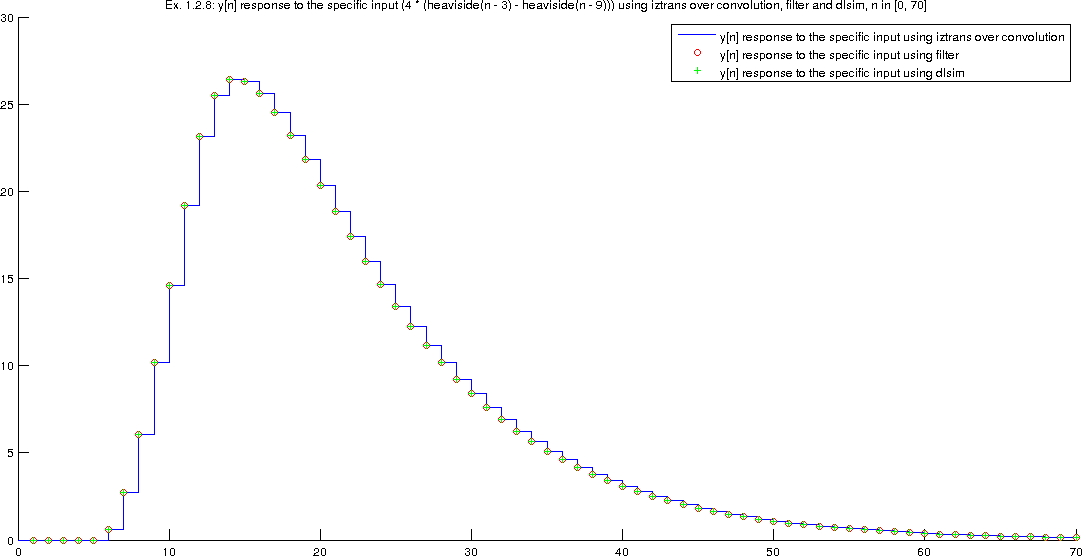 Ex. 1.2.8: y[n] response to the specific input (4 * (heaviside(n - 3) - heaviside(n - 9))) using iztrans over convolution, filter and dlsim, n in [0, 70]
y[n] response to the specific input using iztrans over convolution
y[n] response to the specific input using filter
y[n] response to the specific input using dlsim
30
25
20
15
10
5
0
0 10 20 30 40 50 60 70